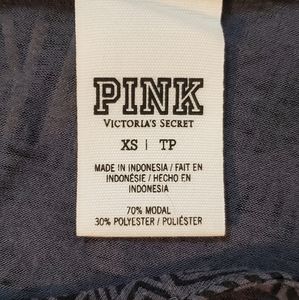 PINK
VICTORIA'S SECRET
XS | TP
MADE IN INDONESIA / FAIT EN
INDONÉSIE / HECHO EN
INDONESIA
70% MODAL
30% POLYESTER / POLIÉSTER